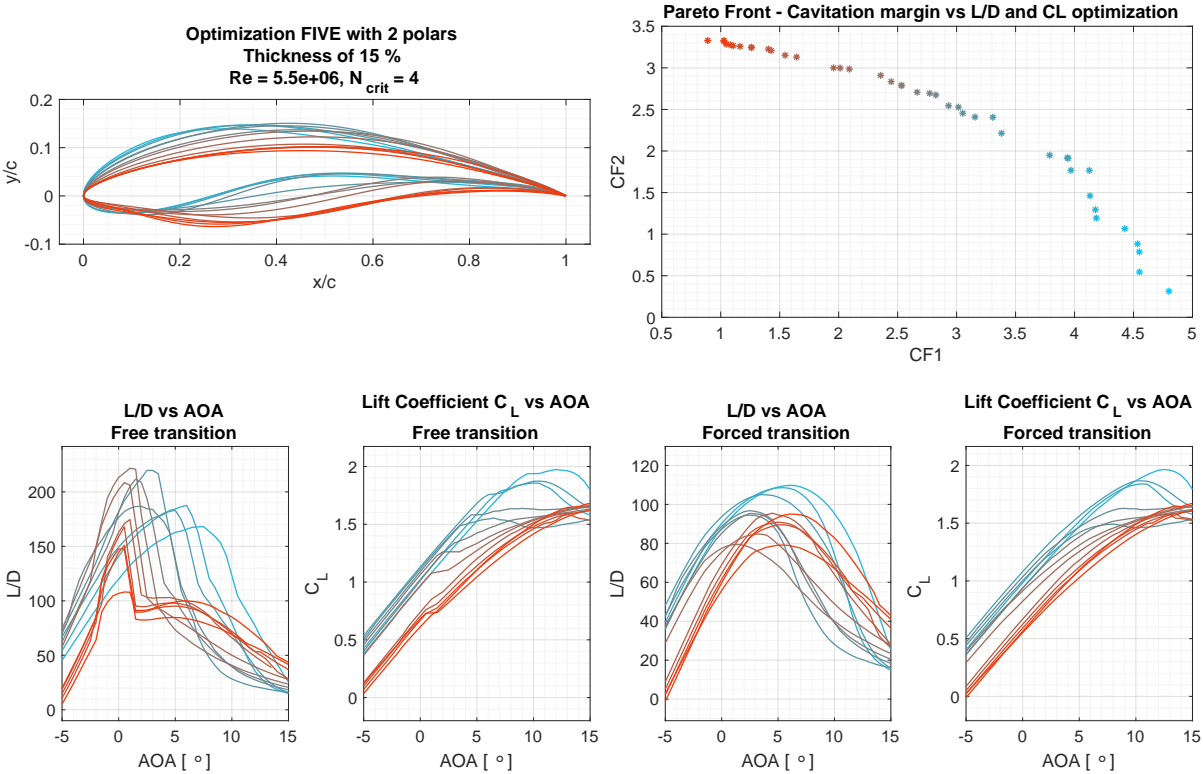 Optimization FIVE with 2 polars
Thickness of 15 %
Re = 5.5e+06, N_crit = 4
0.2
0.1
0
-0.1
y/c
0 0.2 0.4 0.6 0.8 1
x/c
Pareto Front - Cavitation margin vs L/D and CL optimization
3.5
3
2.5
2
1.5
1
0.5
0
CF2
0.5 1 1.5 2 2.5 3 3.5 4 4.5 5
CF1
L/D vs AOA
Free transition
200
150
100
50
0
L/D
-5 0 5 10 15
AOA [ ° ]
Lift Coefficient C_L vs AOA
Free transition
2
1.5
1
0.5
0
C_L
-5 0 5 10 15
AOA [ ° ]
L/D vs AOA
Forced transition
120
100
80
60
40
20
0
L/D
-5 0 5 10 15
AOA [ ° ]
Lift Coefficient C_L vs AOA
Forced transition
2
1.5
1
0.5
0
C_L
-5 0 5 10 15
AOA [ ° ]